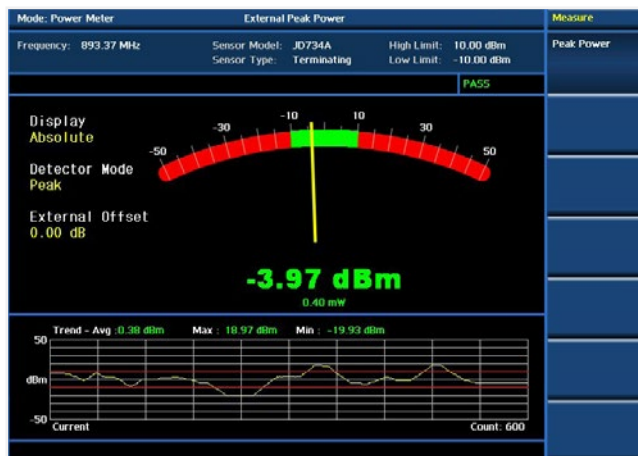 Mode: Power Meter External Peak Power Measure
Frequency: 893.37 MHz Sensor Model: JD734A High Limit: 10.00 dBm Peak Power
Sensor Type: Terminating Low Limit: -10.00 dBm
PASS
Display
Absolute
Detector Mode
Peak
External Offset
0.00 dB
-50 -30 -10 10 30 50
-3.97 dBm
0.40 mW
Trend - Avg :0.38 dBm Max : 18.97 dBm Min : -19.93 dBm
50
dBm
-50
Current Count: 600